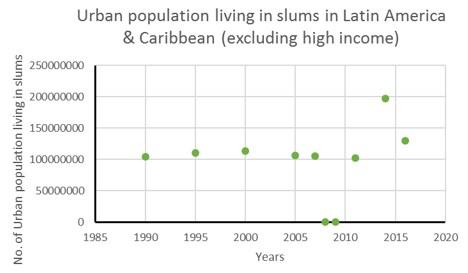 Urban population living in slums in Latin America
& Caribbean (excluding high income)
No. of Urban population living in slums
250000000
200000000
150000000
100000000
50000000
0
1985 1990 1995 2000 2005 2010 2015 2020
Years